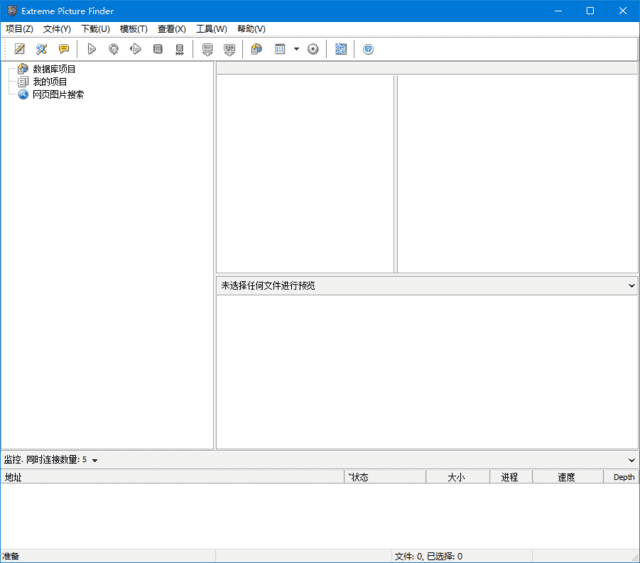 Extreme Picture Finder
项目(Z) 文件(Y) 下载(U) 模板(T) 查看(X) 工具(W) 帮助(V)
数据库项目
我的项目
网页图片搜索
未选择任何文件进行预览
监控. 同时连接数量: 5
地址 状态 大小 进程 速度 Depth
准备 文件: 0, 已选择: 0